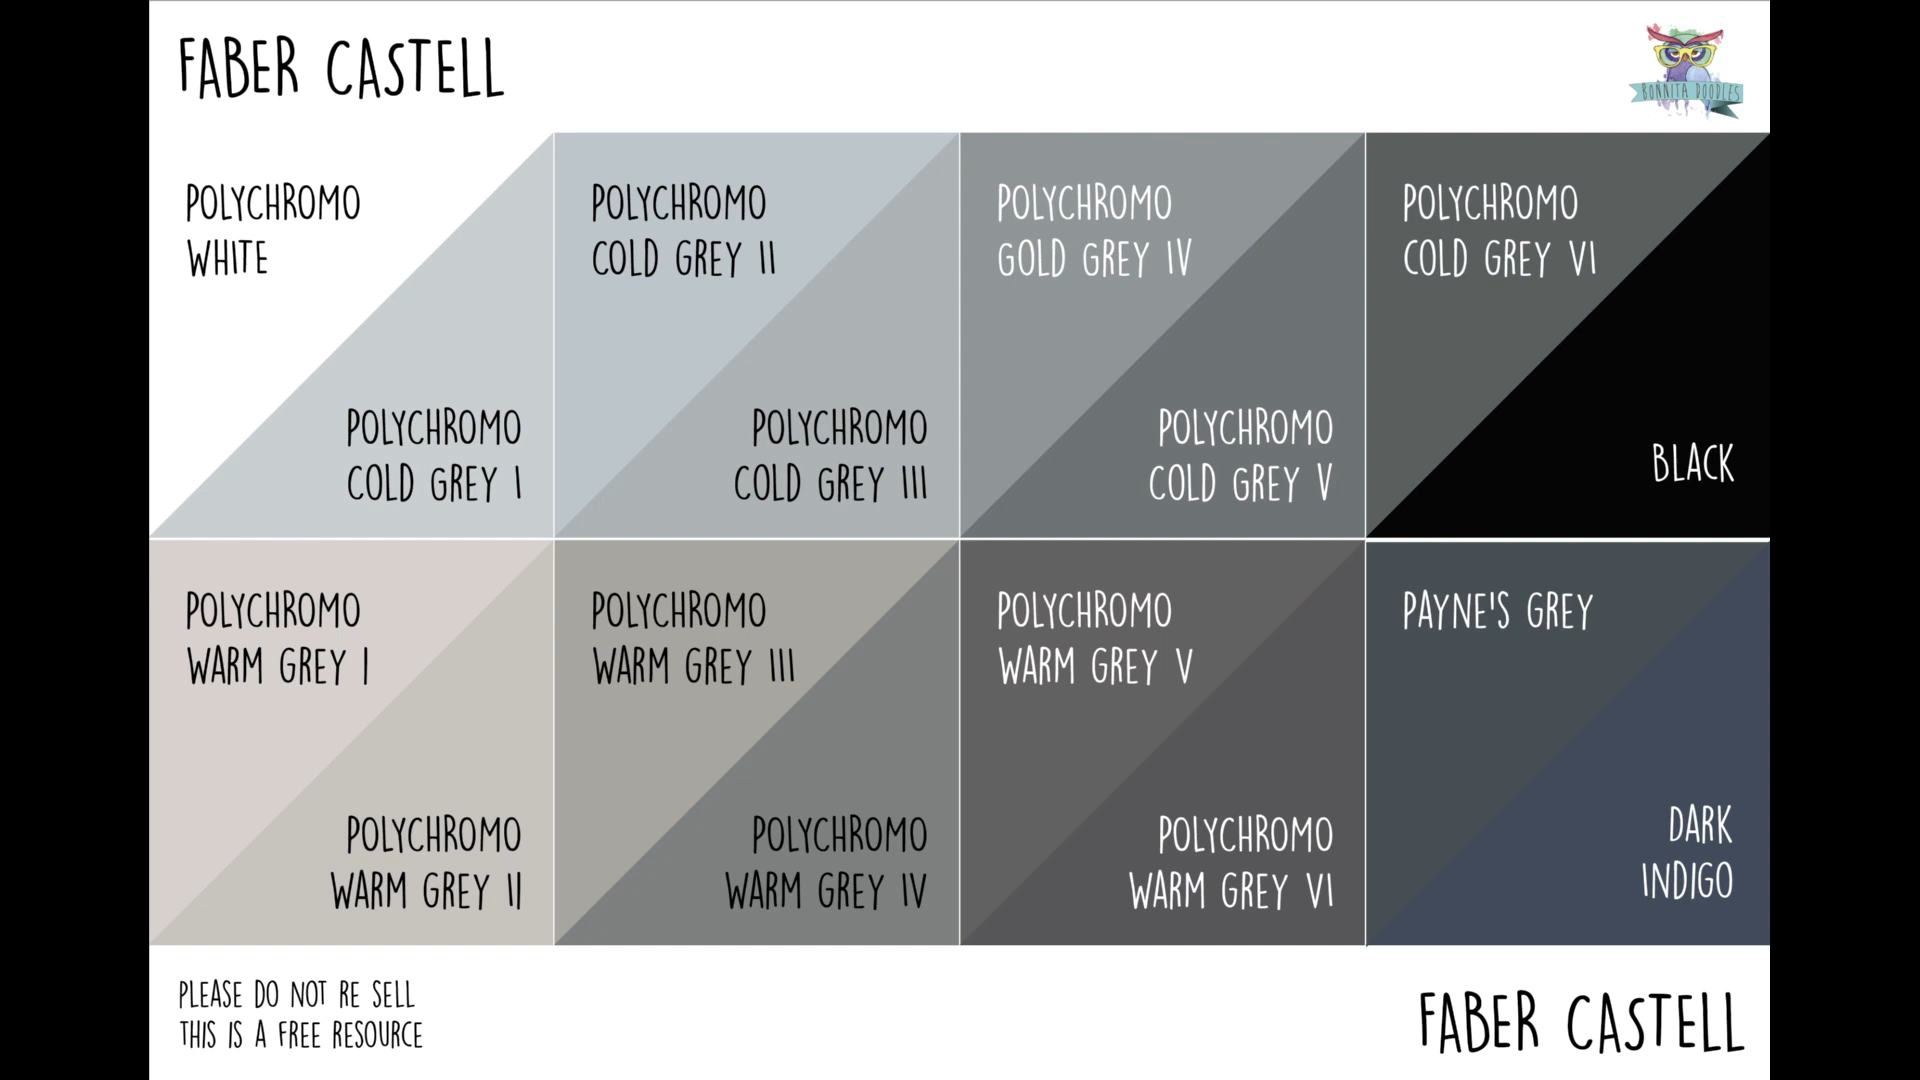 FABER CASTELL
BONNITA DOODLES
POLYCHROMO
WHITE
POLYCHROMO
COLD GREY I
POLYCHROMO
COLD GREY II
POLYCHROMO
COLD GREY III
POLYCHROMO
GOLD GREY IV
POLYCHROMO
COLD GREY V
POLYCHROMO
COLD GREY VI
BLACK
POLYCHROMO
WARM GREY I
POLYCHROMO
WARM GREY II
POLYCHROMO
WARM GREY III
POLYCHROMO
WARM GREY IV
POLYCHROMO
WARM GREY V
POLYCHROMO
WARM GREY VI
PAYNE'S GREY
DARK
INDIGO
PLEASE DO NOT RE SELL
THIS IS A FREE RESOURCE
FABER CASTELL